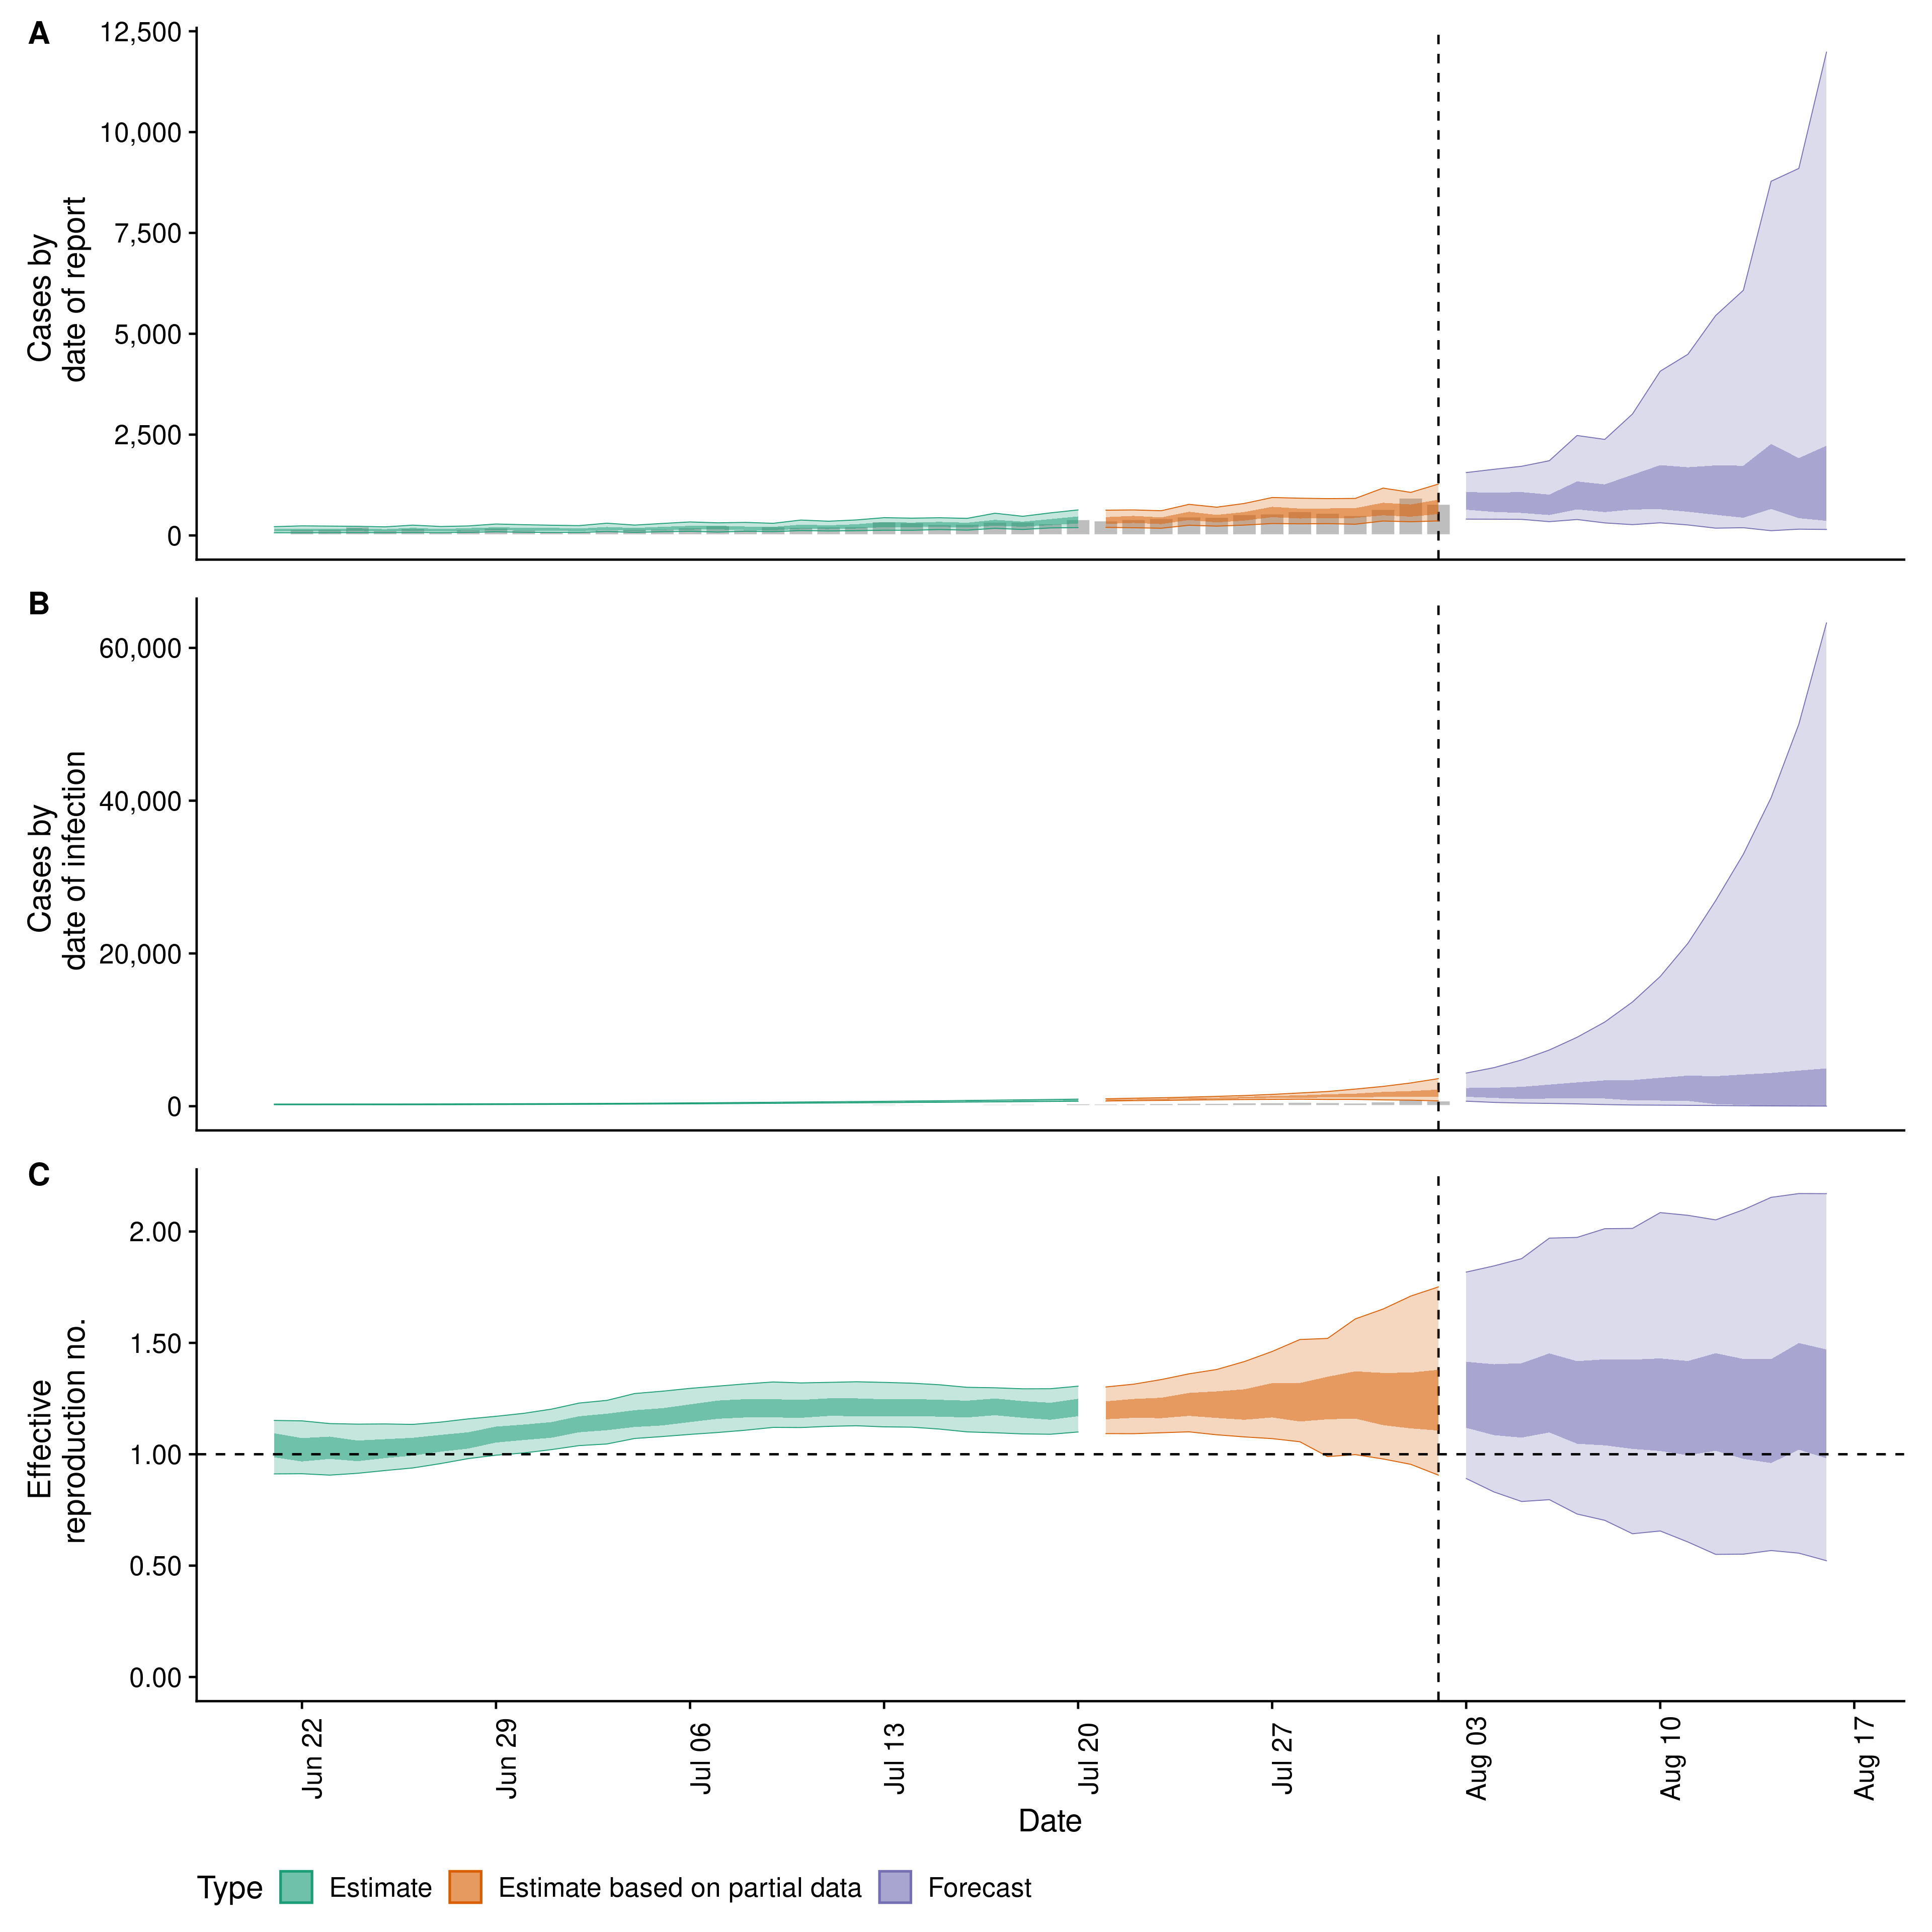 A
12,500
10,000
7,500
5,000
2,500
0
Cases by
date of report
B
60,000
40,000
20,000
0
Cases by
date of infection
C
2.00
1.50
1.00
0.50
0.00
Effective
reproduction no.
Jun 22
Jun 29
Jul 06
Jul 13
Jul 20
Jul 27
Aug 03
Aug 10
Aug 17
Date
Type Estimate Estimate based on partial data Forecast